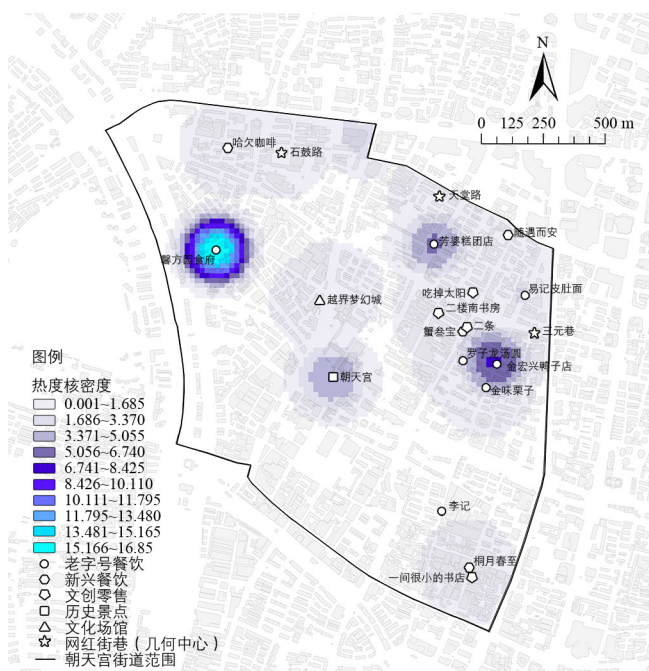 N
0 125 250 500 m
哈欠咖啡
石鼓路
天堂路
随遇而安
芳婆糕团店
馨方园食府
吃掉太阳
易记皮肚面
越界梦幻城
二楼南书房
二条
蟹叁宝
三元巷
罗子龙汤圆
金宏兴鸭子店
朝天宫
金味栗子
李记
桐月春至
一间很小的书店
图例
热度核密度
0.001~1.685
1.686~3.370
3.371~5.055
5.056~6.740
6.741~8.425
8.426~10.110
10.111~11.795
11.795~13.480
13.481~15.165
15.166~16.85
老字号餐饮
新兴餐饮
文创零售
历史景点
文化场馆
网红街巷（几何中心）
朝天宫街道范围